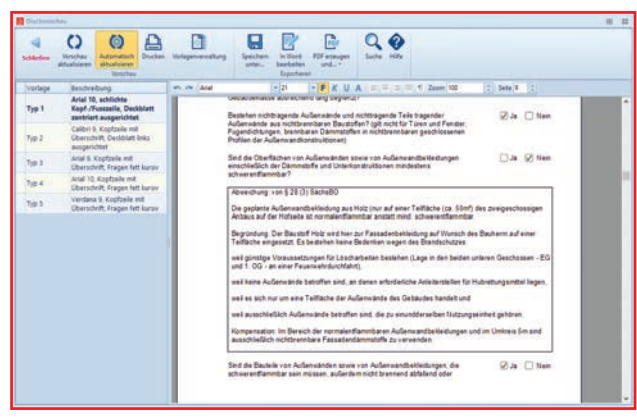 Druckvorschau
Schließen
Vorschau aktualisieren
Automatisch aktualisieren
Drucken
Vorlagenverwaltung
Speichern unter...
In Word bearbeiten
PDF erzeugen und...
Suche
Hilfe
Vorschau
Exportieren
Vorlage Beschreibung
Typ 1 Arial 10, schlichte Kopf-/Fusszeile, Deckblatt zentriert ausgerichtet
Typ 2 Calibri 9, Kopfzeile mit Überschrift, Deckblatt links ausgerichtet
Typ 3 Arial 9, Kopfzeile mit Überschrift, Fragen fett kursiv
Typ 4 Arial 10, Kopfzeile mit Überschrift, Fragen fett kursiv
Typ 5 Verdana 9, Kopfzeile mit Überschrift, Fragen fett kursiv
Arial 21 F K U A Zoom 100 Seite 8
Gebäudemasse ausreichend lang begrenzt?
Bestehen nichttragende Außenwände und nichttragende Teile tragender Ja Nein
Außenwände aus nichtbrennbaren Baustoffen? (gilt nicht für Türen und Fenster,
Fugendichtungen, brennbaren Dämmstoffen in nichtbrennbaren geschlossenen
Profilen der Außenwandkonstruktionen)
Sind die Oberflächen von Außenwänden sowie von Außenwandbekleidungen Ja Nein
einschließlich der Dämmstoffe und Unterkonstruktionen mindestens
schwerentflammbar?
Abweichung: von § 28 (3) SächsBO
Die geplante Außenwandbekleidung aus Holz (nur auf einer Teilfläche (ca. 50m²) des zweigeschossigen
Anbaus auf der Hofseite ist normalentflammbar anstatt mind. schwerentflammbar.
Begründung: Der Baustoff Holz wird hier zur Fassadenbekleidung auf Wunsch des Bauherrn auf einer
Teilfläche eingesetzt. Es bestehen keine Bedenken wegen des Brandschutzes
weil günstige Voraussetzungen für Löscharbeiten bestehen (Lage in den beiden unteren Geschossen - EG
und 1. OG - an einer Feuerwehrdurchfahrt),
weil keine Außenwände betroffen sind, an denen erforderliche Anleiterstellen für Hubrettungsmittel liegen,
weil es sich nur um eine Teilfläche der Außenwände des Gebäudes handelt und
weil ausschließlich Außenwände betroffen sind, die zu einundderselben Nutzungseinheit gehören.
Kompensation: Im Bereich der normalentflammbaren Außenwandbekleidungen und im Umkreis 5m sind
ausschließlich nichtbrennbare Fassadendämmstoffe zu verwenden.
Sind die Bauteile von Außenwänden sowie von Außenwandbekleidungen, die Ja Nein
schwerentflammbar sein müssen, außerdem nicht brennend abfallend oder